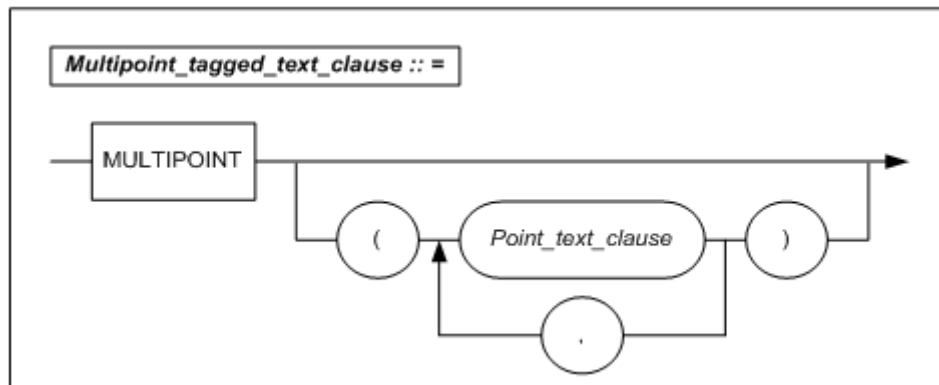 Multipoint_tagged_text_clause :: =
MULTIPOINT
( Point_text_clause )
,